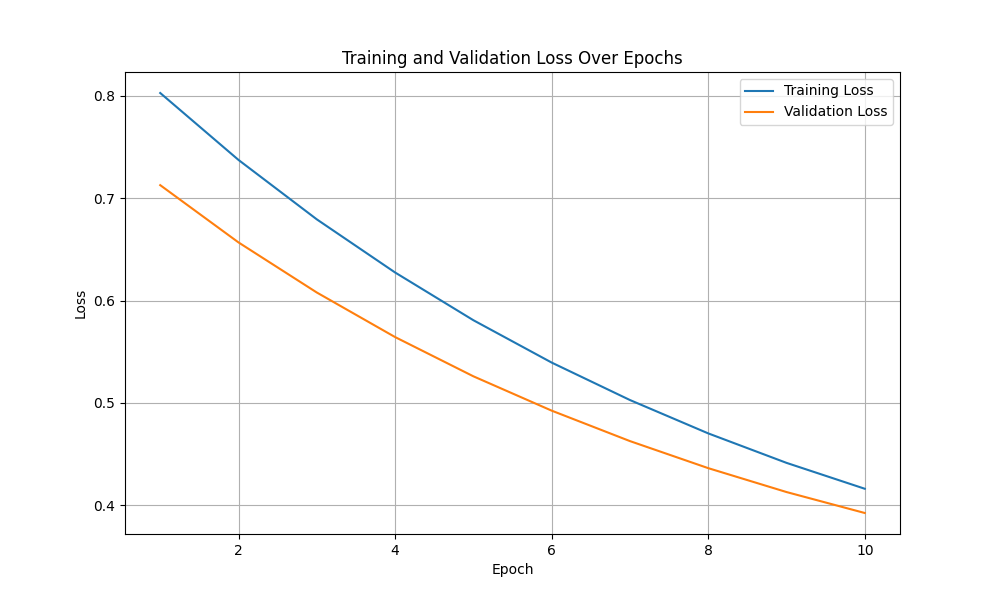 Training and Validation Loss Over Epochs
Training Loss
Validation Loss
0.8
0.7
0.6
0.5
0.4
Loss
2 4 6 8 10
Epoch